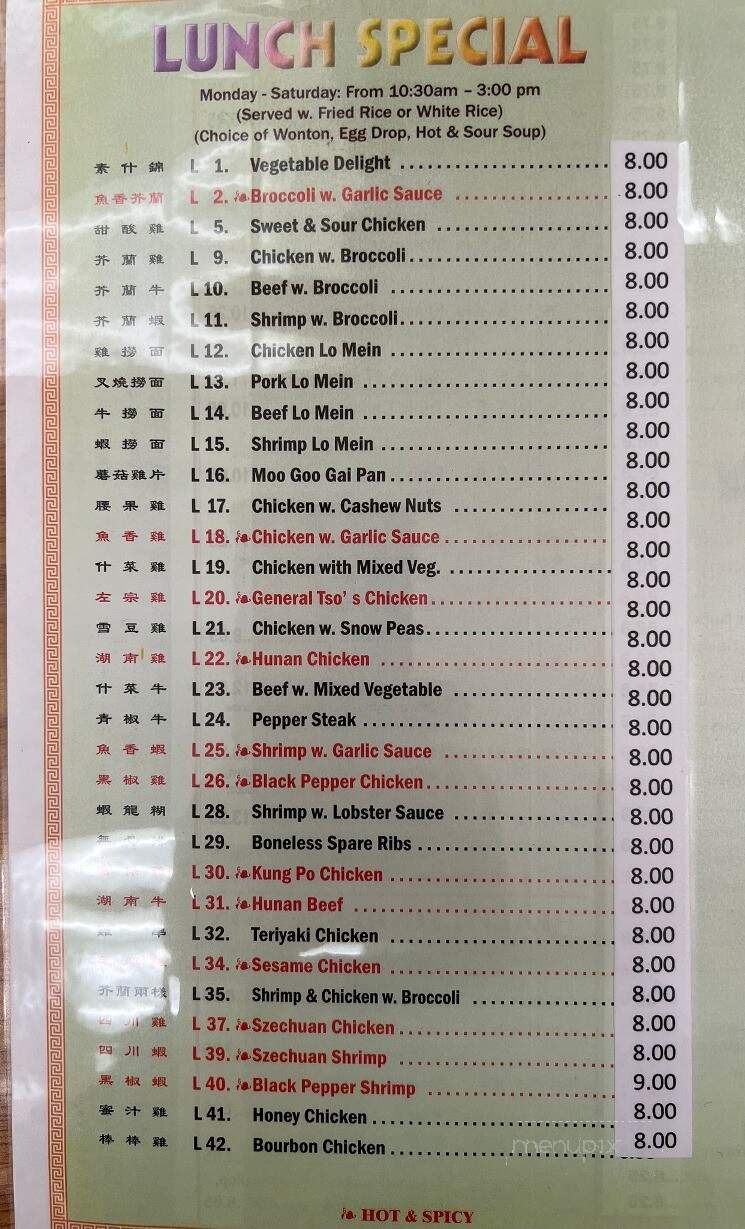 LUNCH SPECIAL
Monday - Saturday: From 10:30am – 3:00 pm
(Served w. Fried Rice or White Rice)
(Choice of Wonton, Egg Drop, Hot & Sour Soup)
素什錦 L 1. Vegetable Delight 8.00
魚香芥蘭 L 2. Broccoli w. Garlic Sauce 8.00
甜酸雞 L 5. Sweet & Sour Chicken 8.00
芥蘭雞 L 9. Chicken w. Broccoli 8.00
芥蘭牛 L 10. Beef w. Broccoli 8.00
芥蘭蝦 L 11. Shrimp w. Broccoli 8.00
雞撈面 L 12. Chicken Lo Mein 8.00
叉燒撈面 L 13. Pork Lo Mein 8.00
牛撈面 L 14. Beef Lo Mein 8.00
蝦撈面 L 15. Shrimp Lo Mein 8.00
蘑菇雞片 L 16. Moo Goo Gai Pan 8.00
8.00
腰果雞 L 17. Chicken w. Cashew Nuts 8.00
魚香雞 L 18. Chicken w. Garlic Sauce 8.00
什菜雞 L 19. Chicken with Mixed Veg. 8.00
左宗雞 L 20. General Tso's Chicken 8.00
雪豆雞 L 21. Chicken w. Snow Peas 8.00
湖南雞 L 22. Hunan Chicken 8.00
什菜牛 L 23. Beef w. Mixed Vegetable 8.00
青椒牛 L 24. Pepper Steak 8.00
魚香蝦 L 25. Shrimp w. Garlic Sauce 8.00
黑椒雞 L 26. Black Pepper Chicken 8.00
蝦龍糊 L 28. Shrimp w. Lobster Sauce 8.00
L 29. Boneless Spare Ribs 8.00
L 30. Kung Po Chicken 8.00
湖南牛 L 31. Hunan Beef 8.00
L 32. Teriyaki Chicken 8.00
L 34. Sesame Chicken 8.00
芥蘭兩樣 L 35. Shrimp & Chicken w. Broccoli 8.00
四川雞 L 37. Szechuan Chicken 8.00
四川蝦 L 39. Szechuan Shrimp 8.00
黑椒蝦 L 40. Black Pepper Shrimp 9.00
蜜汁雞 L 41. Honey Chicken 8.00
棒棒雞 L 42. Bourbon Chicken 8.00
menupix
HOT & SPICY